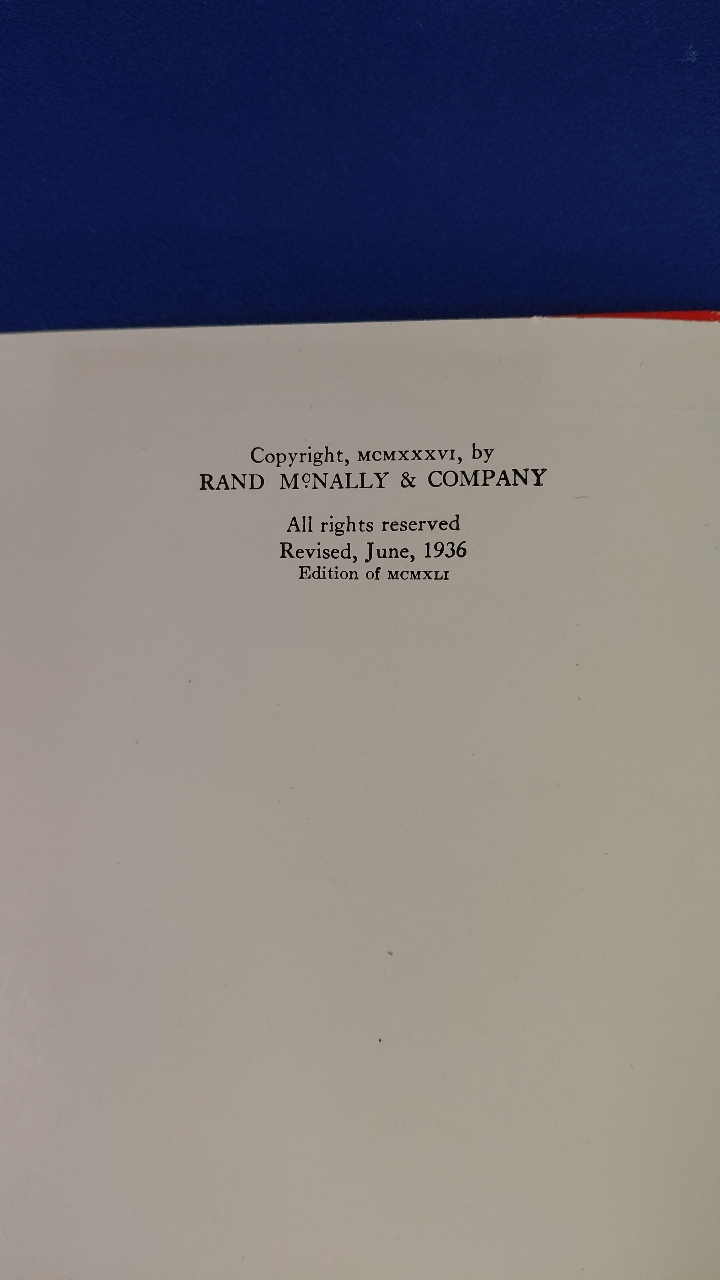 Copyright, MCMXXXVI, by
RAND MCNALLY & COMPANY
All rights reserved
Revised, June, 1936
Edition of MCMXLI